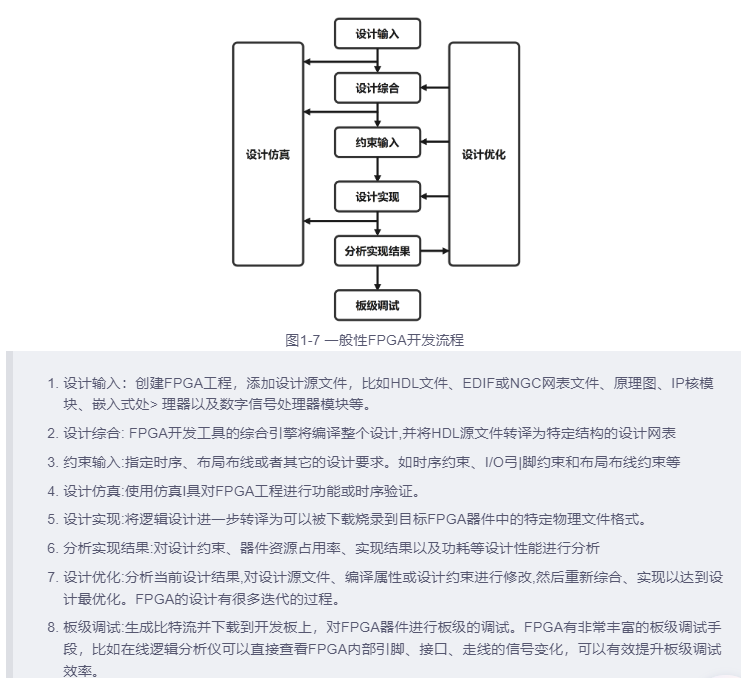 设计输入
设计综合
约束输入
设计仿真
设计优化
设计实现
分析实现结果
板级调试
图1-7 一般性FPGA开发流程
1. 设计输入：创建FPGA工程，添加设计源文件，比如HDL文件、EDIF或NGC网表文件、原理图、IP核模
块、嵌入式处> 理器以及数字信号处理器模块等。
2. 设计综合: FPGA开发工具的综合引擎将编译整个设计,并将HDL源文件转译为特定结构的设计网表
3. 约束输入:指定时序、布局布线或者其它的设计要求。如时序约束、I/O弓|脚约束和布局布线约束等
4. 设计仿真:使用仿真I具对FPGA工程进行功能或时序验证。
5. 设计实现:将逻辑设计进一步转译为可以被下载烧录到目标FPGA器件中的特定物理文件格式。
6. 分析实现结果:对设计约束、器件资源占用率、实现结果以及功耗等设计性能进行分析
7. 设计优化:分析当前设计结果,对设计源文件、编译属性或设计约束进行修改,然后重新综合、实现以达到设
计最优化。FPGA的设计有很多迭代的过程。
8. 板级调试:生成比特流并下载到开发板上，对FPGA器件进行板级的调试。FPGA有非常丰富的板级调试手
段，比如在线逻辑分析仪可以直接查看FPGA内部引脚、接口、走线的信号变化，可以有效提升板级调试
效率。